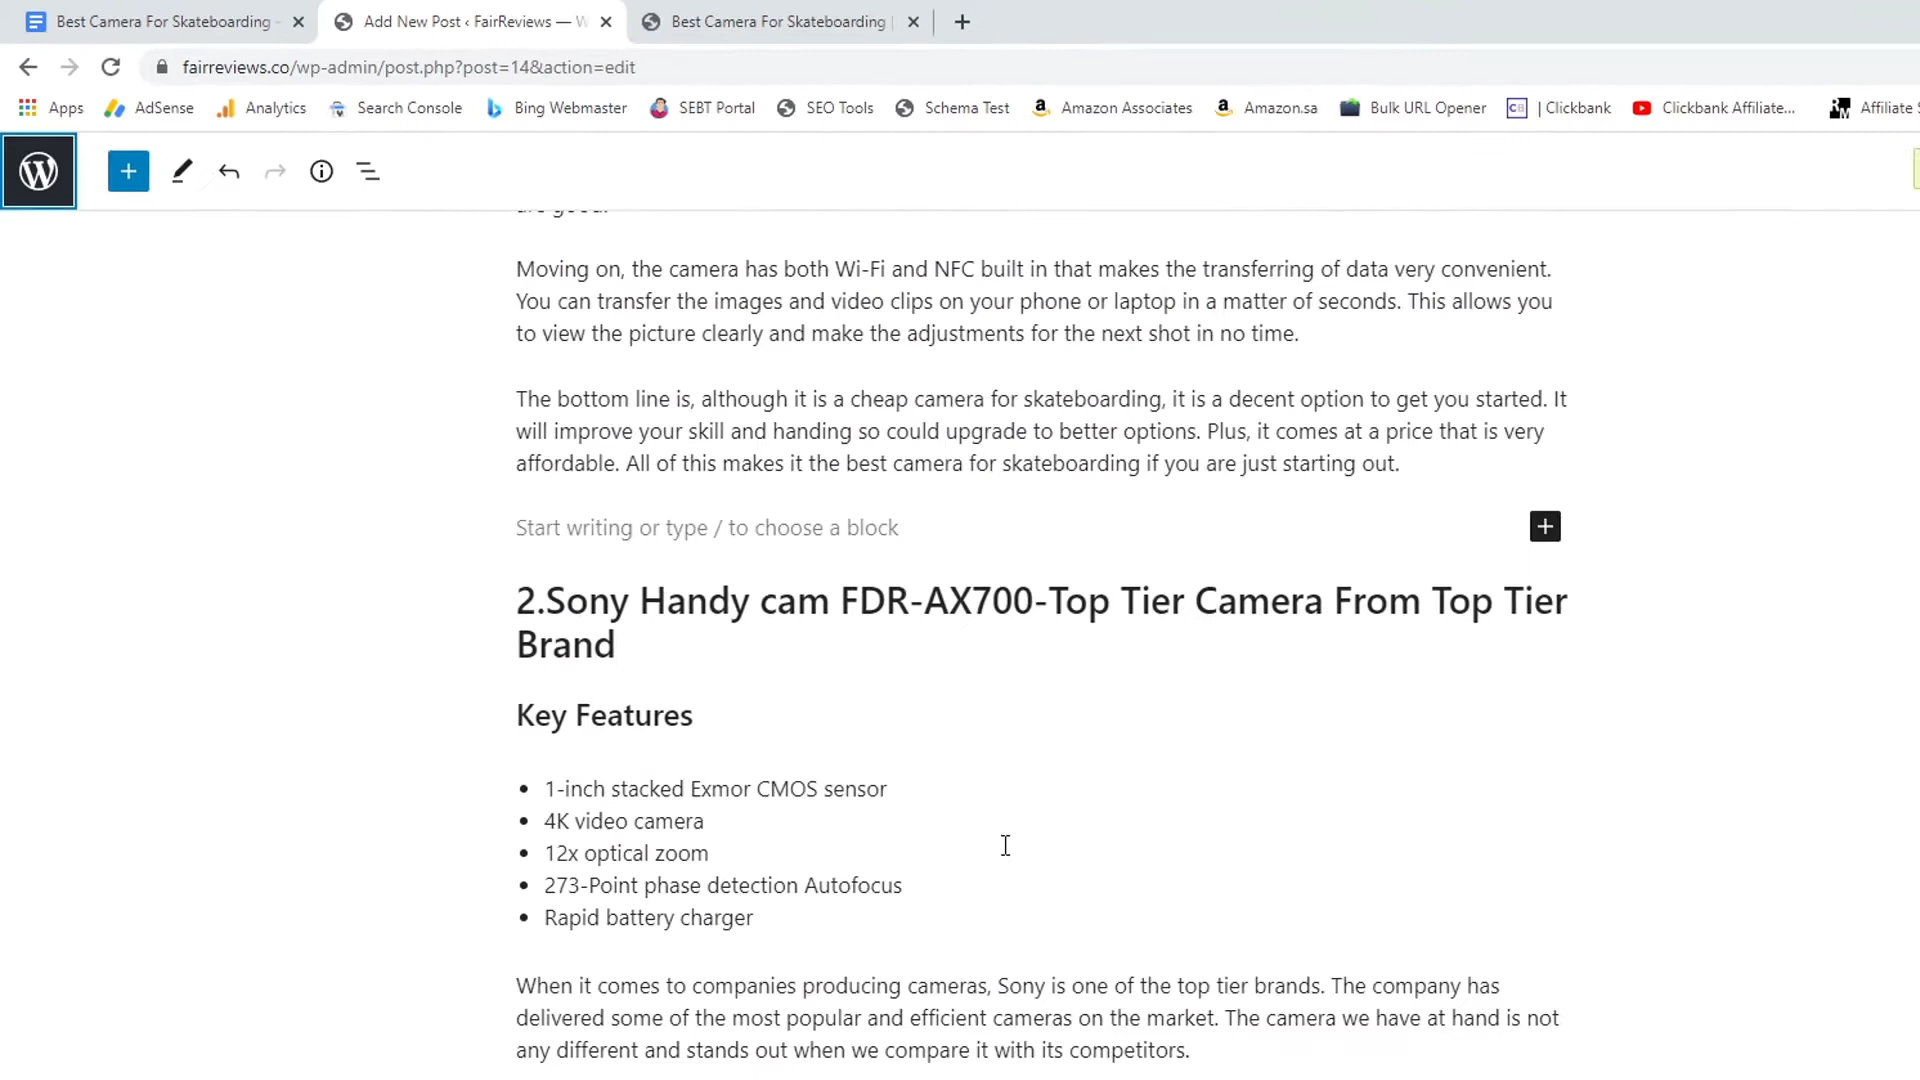 Best Camera For Skateboarding
Add New Post ‹ FairReviews —
Best Camera For Skateboarding
fairreviews.co/wp-admin/post.php?post=14&action=edit
Apps AdSense Analytics Search Console Bing Webmaster SEBT Portal SEO Tools Schema Test Amazon Associates Amazon.sa Bulk URL Opener | Clickbank Clickbank Affiliate... Affiliate
are good.
Moving on, the camera has both Wi-Fi and NFC built in that makes the transferring of data very convenient.
You can transfer the images and video clips on your phone or laptop in a matter of seconds. This allows you
to view the picture clearly and make the adjustments for the next shot in no time.
The bottom line is, although it is a cheap camera for skateboarding, it is a decent option to get you started. It
will improve your skill and handing so could upgrade to better options. Plus, it comes at a price that is very
affordable. All of this makes it the best camera for skateboarding if you are just starting out.
Start writing or type / to choose a block
2.Sony Handy cam FDR-AX700-Top Tier Camera From Top Tier
Brand
Key Features
• 1-inch stacked Exmor CMOS sensor
• 4K video camera
• 12x optical zoom
• 273-Point phase detection Autofocus
• Rapid battery charger
When it comes to companies producing cameras, Sony is one of the top tier brands. The company has
delivered some of the most popular and efficient cameras on the market. The camera we have at hand is not
any different and stands out when we compare it with its competitors.